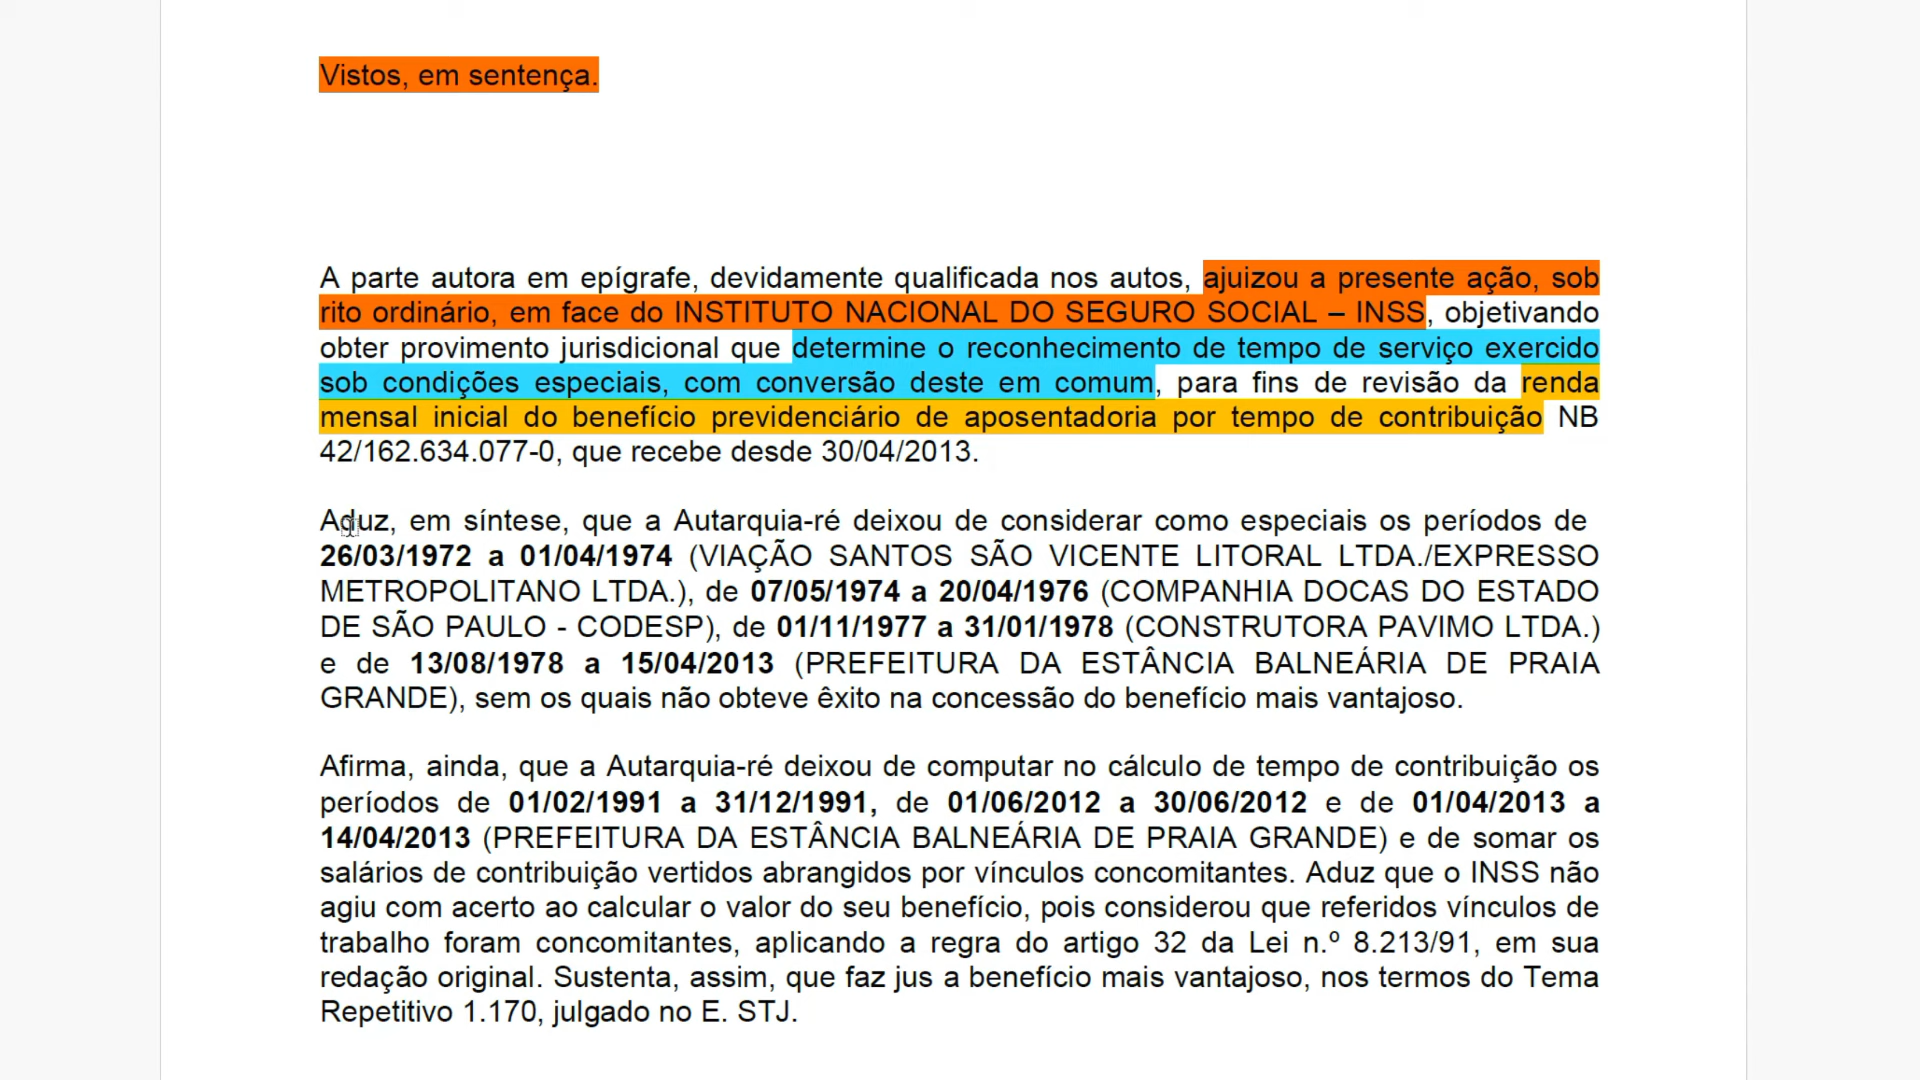 Vistos, em sentença.
A parte autora em epígrafe, devidamente qualificada nos autos, ajuizou a presente ação, sob
rito ordinário, em face do INSTITUTO NACIONAL DO SEGURO SOCIAL – INSS, objetivando
obter provimento jurisdicional que determine o reconhecimento de tempo de serviço exercido
sob condições especiais, com conversão deste em comum, para fins de revisão da renda
mensal inicial do benefício previdenciário de aposentadoria por tempo de contribuição NB
42/162.634.077-0, que recebe desde 30/04/2013.
Aduz, em síntese, que a Autarquia-ré deixou de considerar como especiais os períodos de
26/03/1972 a 01/04/1974 (VIAÇÃO SANTOS SÃO VICENTE LITORAL LTDA./EXPRESSO
METROPOLITANO LTDA.), de 07/05/1974 a 20/04/1976 (COMPANHIA DOCAS DO ESTADO
DE SÃO PAULO - CODESP), de 01/11/1977 a 31/01/1978 (CONSTRUTORA PAVIMO LTDA.)
e de 13/08/1978 a 15/04/2013 (PREFEITURA DA ESTÂNCIA BALNEÁRIA DE PRAIA
GRANDE), sem os quais não obteve êxito na concessão do benefício mais vantajoso.
Afirma, ainda, que a Autarquia-ré deixou de computar no cálculo de tempo de contribuição os
períodos de 01/02/1991 a 31/12/1991, de 01/06/2012 a 30/06/2012 e de 01/04/2013 a
14/04/2013 (PREFEITURA DA ESTÂNCIA BALNEÁRIA DE PRAIA GRANDE) e de somar os
salários de contribuição vertidos abrangidos por vínculos concomitantes. Aduz que o INSS não
agiu com acerto ao calcular o valor do seu benefício, pois considerou que referidos vínculos de
trabalho foram concomitantes, aplicando a regra do artigo 32 da Lei n.º 8.213/91, em sua
redação original. Sustenta, assim, que faz jus a benefício mais vantajoso, nos termos do Tema
Repetitivo 1.170, julgado no E. STJ.